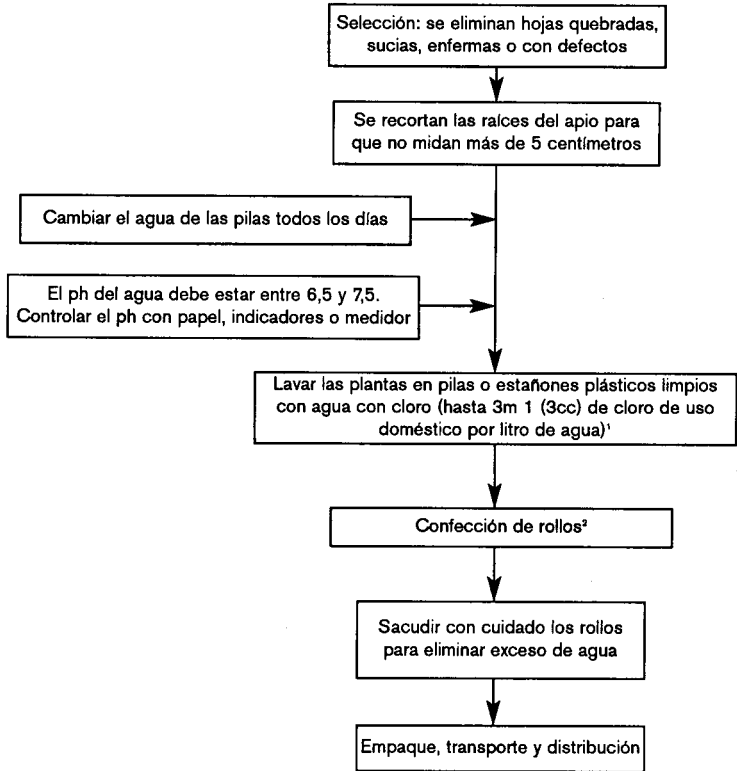 Selección: se eliminan hojas quebradas,
sucias, enfermas o con defectos
Se recortan las raíces del apio para
que no midan más de 5 centímetros
Cambiar el agua de las pilas todos los días
El ph del agua debe estar entre 6,5 y 7,5.
Controlar el ph con papel, indicadores o medidor
Lavar las plantas en pilas o estañones plásticos limpios
con agua con cloro (hasta 3m 1 (3cc) de cloro de uso
doméstico por litro de agua)¹
Confección de rollos²
Sacudir con cuidado los rollos
para eliminar exceso de agua
Empaque, transporte y distribución